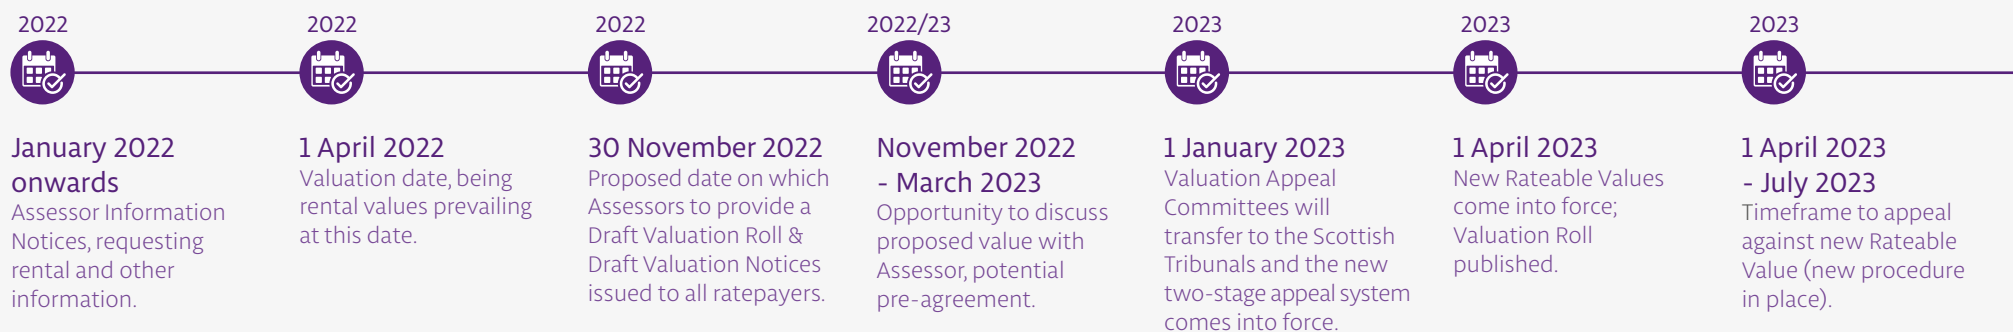 2022
January 2022
onwards
Assessor Information
Notices, requesting
rental and other
information.
2022
1 April 2022
Valuation date, being
rental values prevailing
at this date.
2022
30 November 2022
Proposed date on which
Assessors to provide a
Draft Valuation Roll &
Draft Valuation Notices
issued to all ratepayers.
2022/23
November 2022
- March 2023
Opportunity to discuss
proposed value with
Assessor, potential
pre-agreement.
2023
1 January 2023
Valuation Appeal
Committees will
transfer to the Scottish
Tribunals and the new
two-stage appeal system
comes into force.
2023
1 April 2023
New Rateable Values
come into force;
Valuation Roll
published.
2023
1 April 2023
- July 2023
Timeframe to appeal
against new Rateable
Value (new procedure
in place).